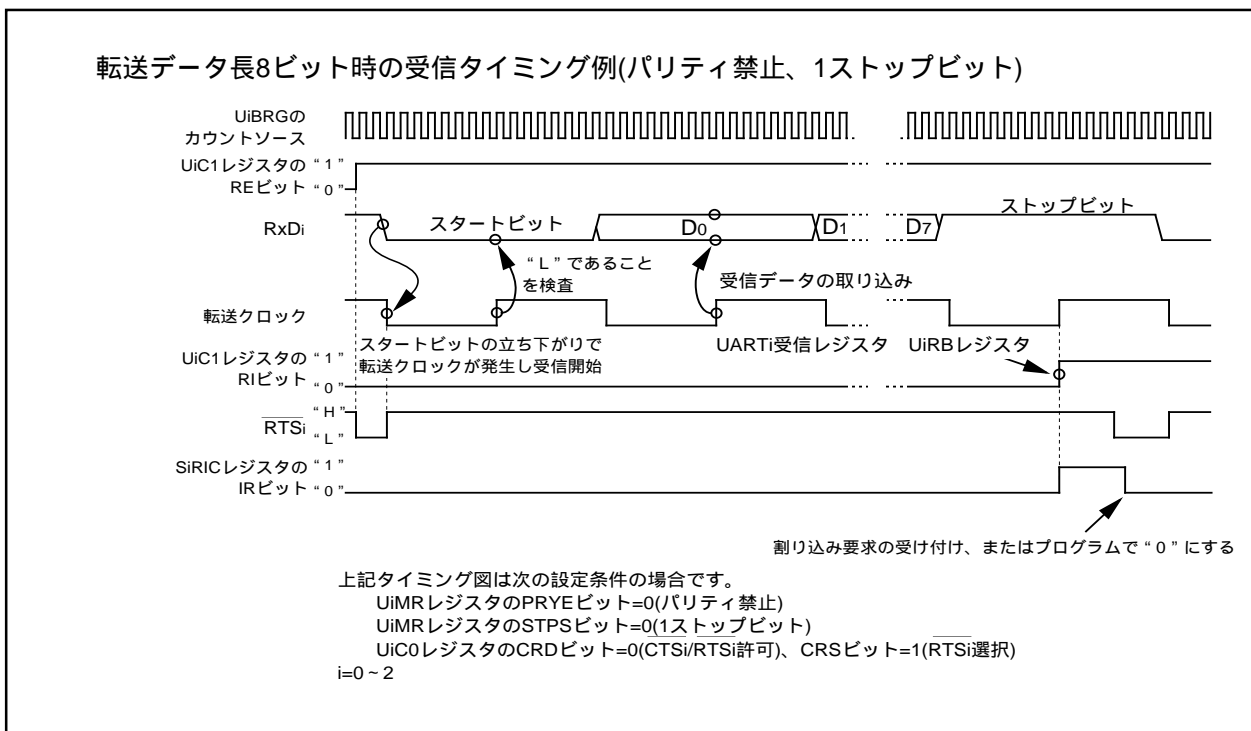 転送データ長8ビット時の受信タイミング例(パリティ禁止、1ストップビット)
UiBRGの
カウントソース
UiC1レジスタの “1”
REビット “0”
RxDi
スタートビット
D0
D1
D7
ストップビット
“L”であること
を検査
受信データの取り込み
転送クロック
スタートビットの立ち下がりで
転送クロックが発生し受信開始
UARTi受信レジスタ UiRBレジスタ
UiC1レジスタの “1”
RIビット “0”
RTSi “H”
“L”
SiRICレジスタの “1”
IRビット “0”
割り込み要求の受け付け、またはプログラムで“0”にする
上記タイミング図は次の設定条件の場合です。
UiMRレジスタのPRYEビット=0(パリティ禁止)
UiMRレジスタのSTPSビット=0(1ストップビット)
UiC0レジスタのCRDビット=0(CTSi/RTSi許可)、CRSビット=1(RTSi選択)
i=0~2